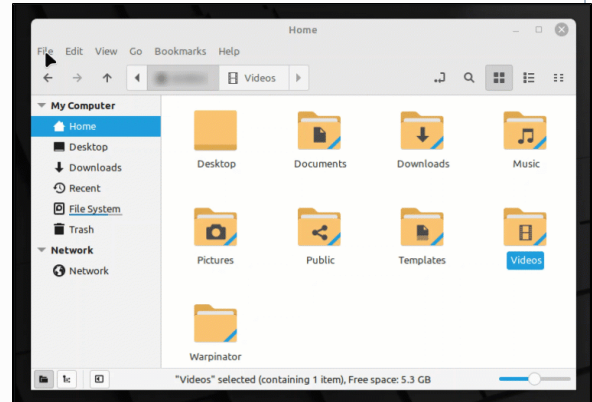 Home
File Edit View Go Bookmarks Help
Videos
My Computer
Home
Desktop
Downloads
Recent
File System
Trash
Network
Network
Desktop Documents Downloads Music
Pictures Public Templates Videos
Warpinator
"Videos" selected (containing 1 item), Free space: 5.3 GB